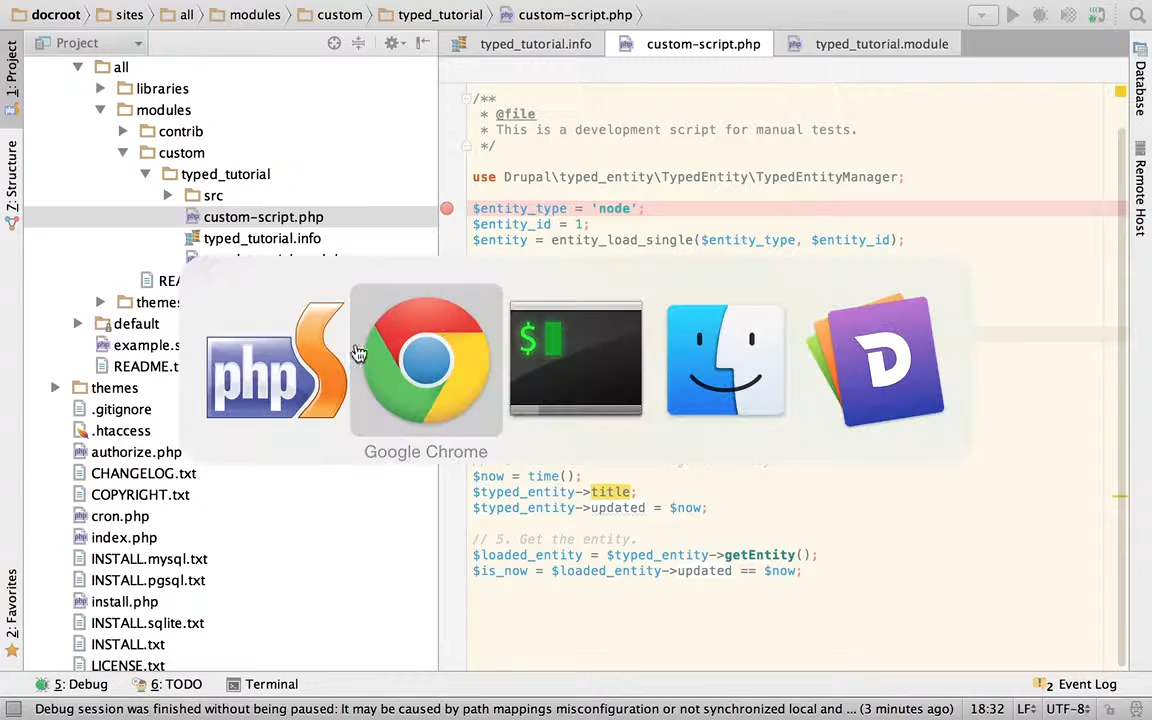 docroot sites all modules custom typed_tutorial custom-script.php
1: Project
Z: Structure
2: Favorites
Project
all
libraries
modules
contrib
custom
typed_tutorial
src
custom-script.php
typed_tutorial.info
REA
themes
default
example.s
README.t
themes
.gitignore
.htaccess
authorize.php
CHANGELOG.txt
COPYRIGHT.txt
cron.php
index.php
INSTALL.mysql.txt
INSTALL.pgsql.txt
install.php
INSTALL.sqlite.txt
INSTALL.txt
LICENSE.txt
typed_tutorial.info custom-script.php typed_tutorial.module
/**
* @file
* This is a development script for manual tests.
*/
use Drupal\typed_entity\TypedEntity\TypedEntityManager;
$entity_type = 'node';
$entity_id = 1;
$entity = entity_load_single($entity_type, $entity_id);
php
$
D
Google Chrome
$now = time();
$typed_entity->title;
$typed_entity->updated = $now;
// 5. Get the entity.
$loaded_entity = $typed_entity->getEntity();
$is_now = $loaded_entity->updated == $now;
Database
Remote Host
5: Debug 6: TODO Terminal 2 Event Log
Debug session was finished without being paused: It may be caused by path mappings misconfiguration or not synchronized local and ... (3 minutes ago) 18:32 LF UTF-8